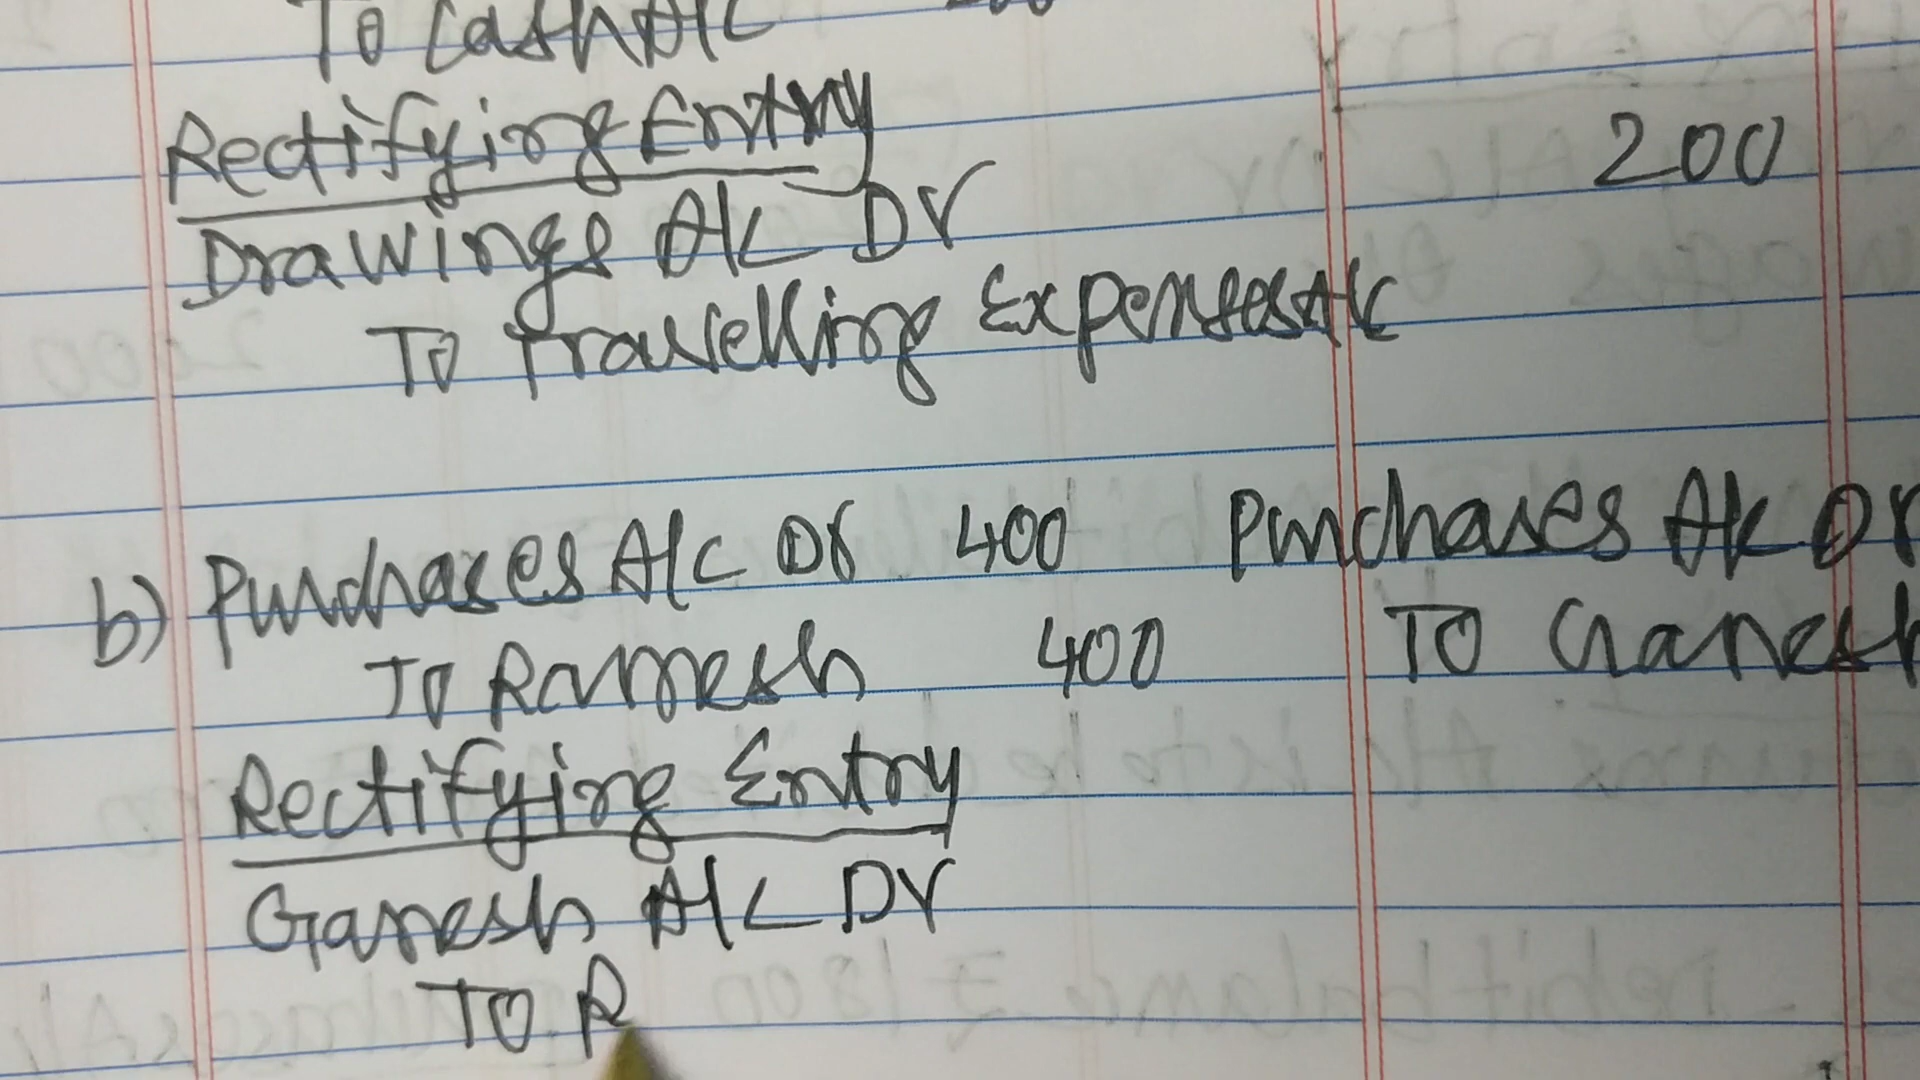 To Cash A/C
Rectifying Entry
200
Drawings A/C Dr
To Travelling Expenses A/C
b) Purchases A/C Dr 400 Purchases A/C Dr
To Ramesh 400 To Ganesh
Rectifying Entry
Ganesh A/C Dr
To R